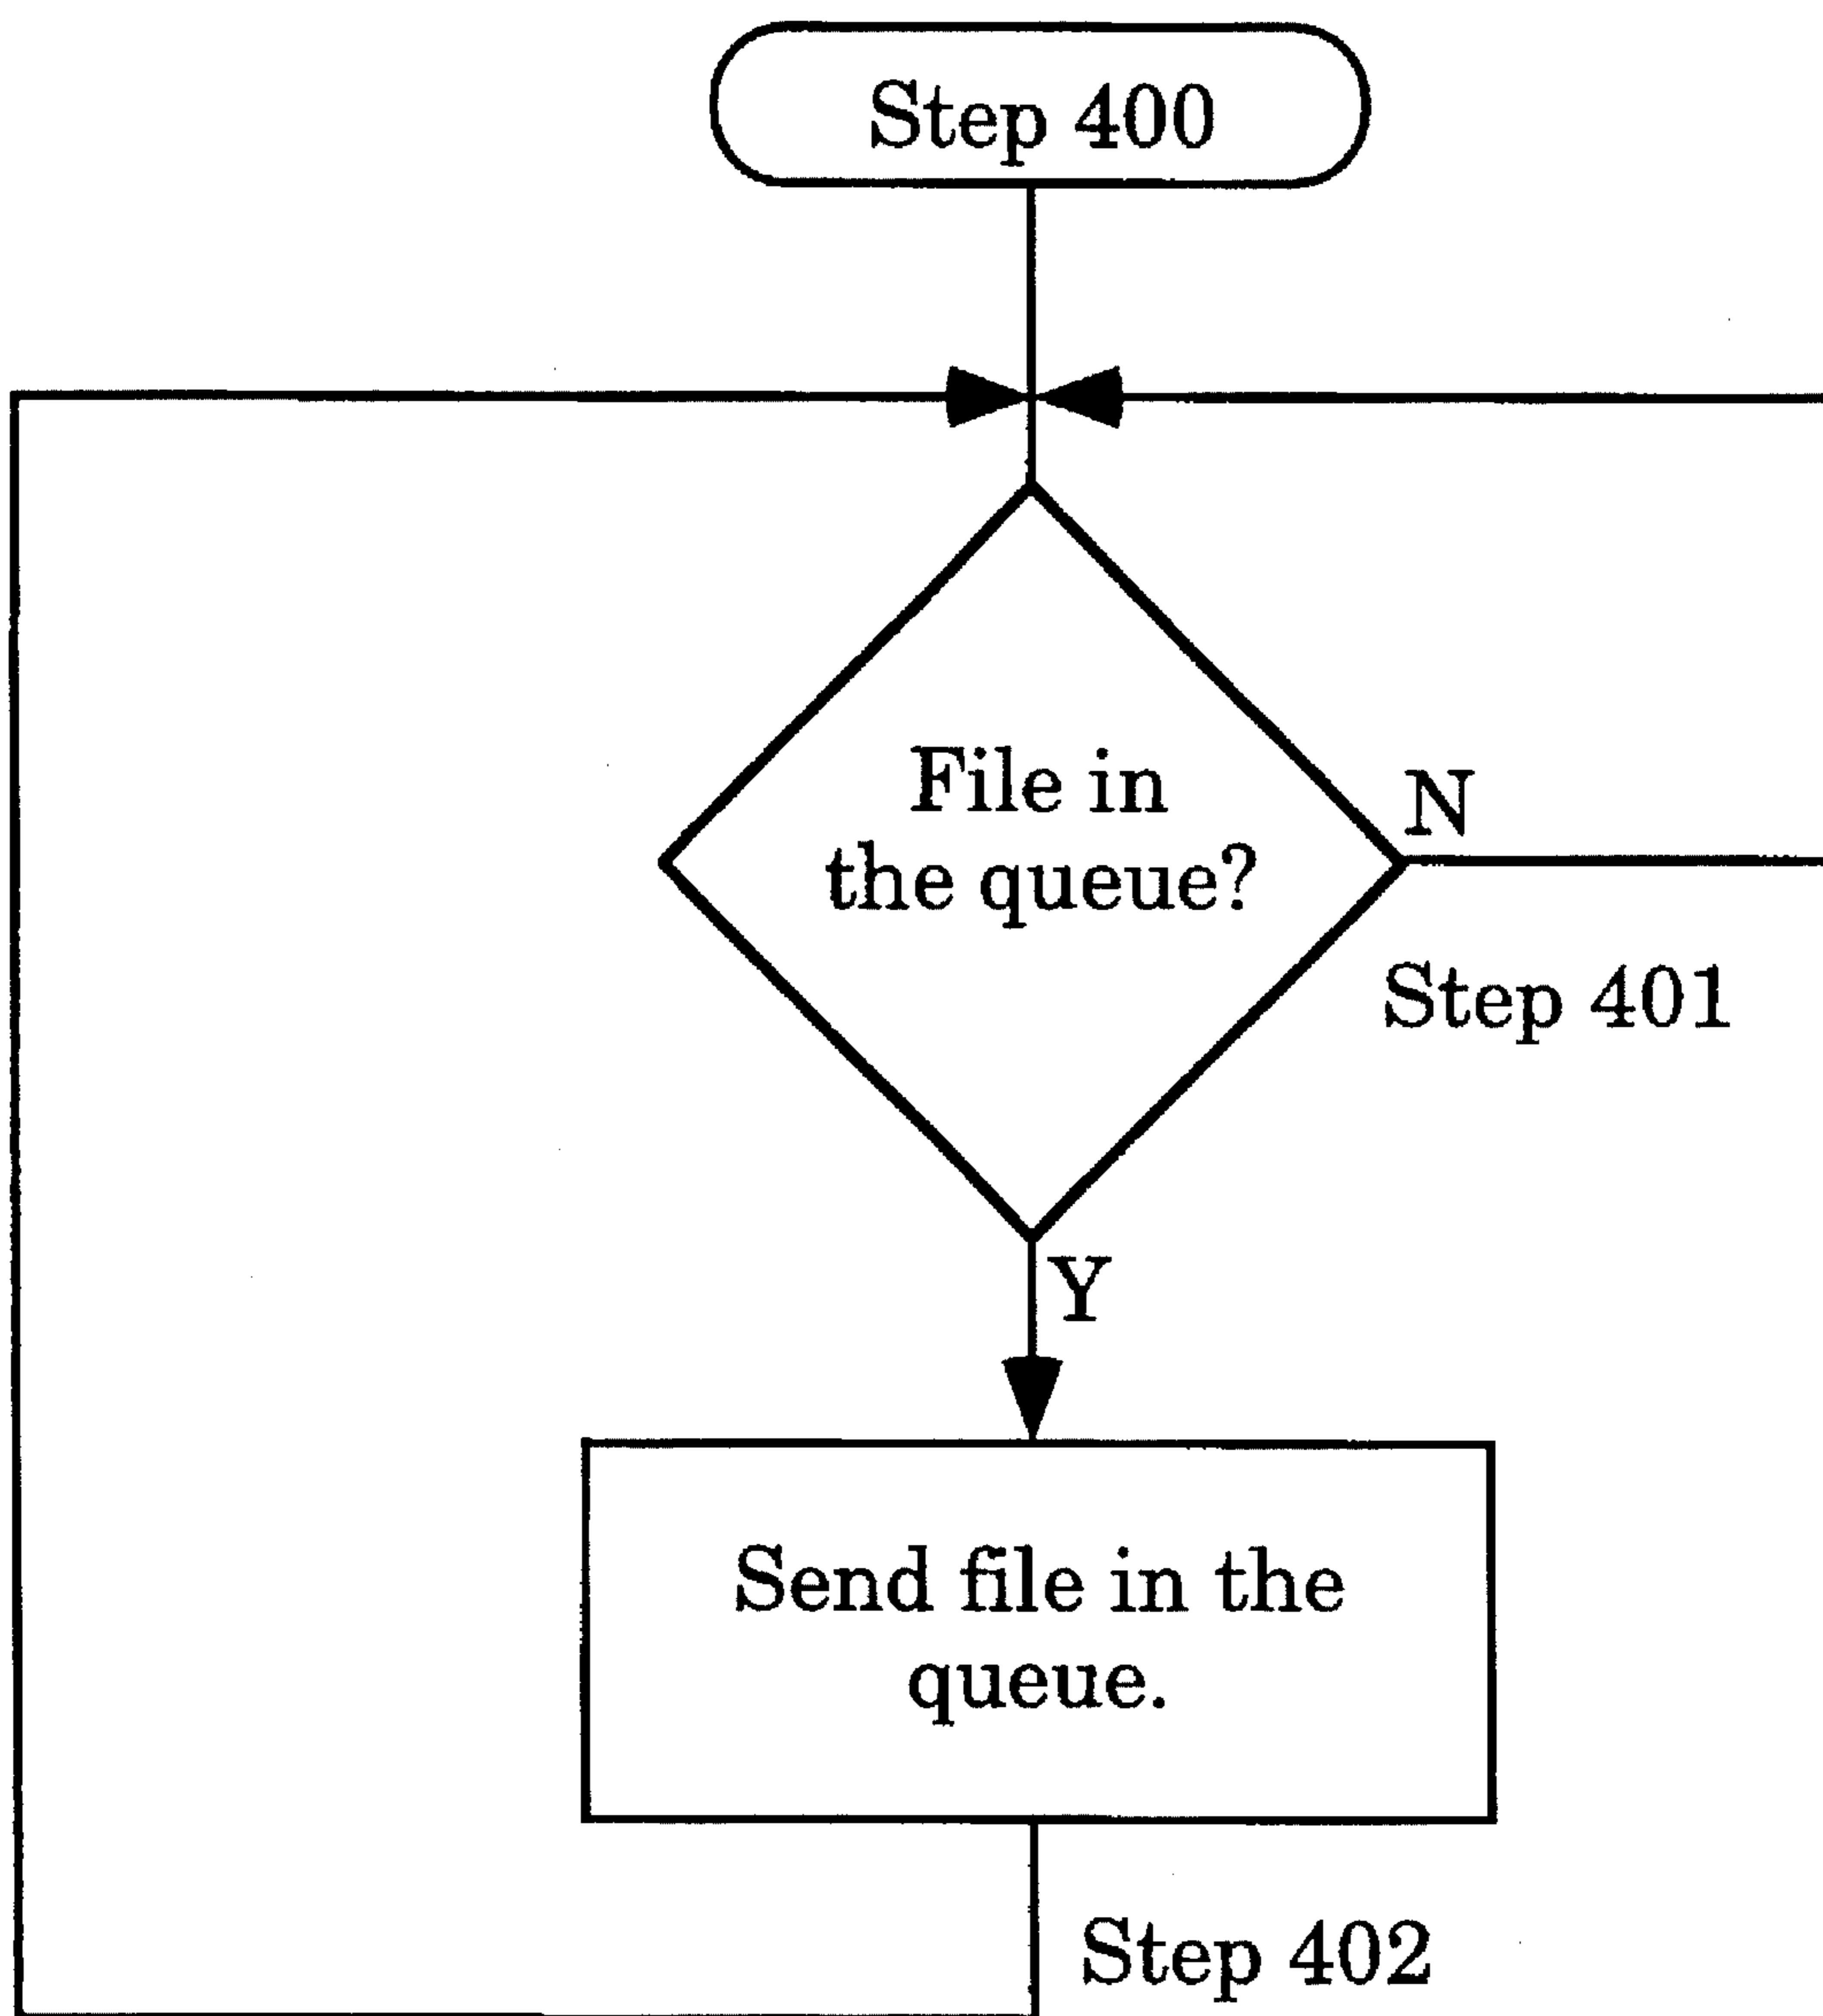 Step 400
File in
the queue?
N
Step 401
Y
Send file in the
queue.
Step 402